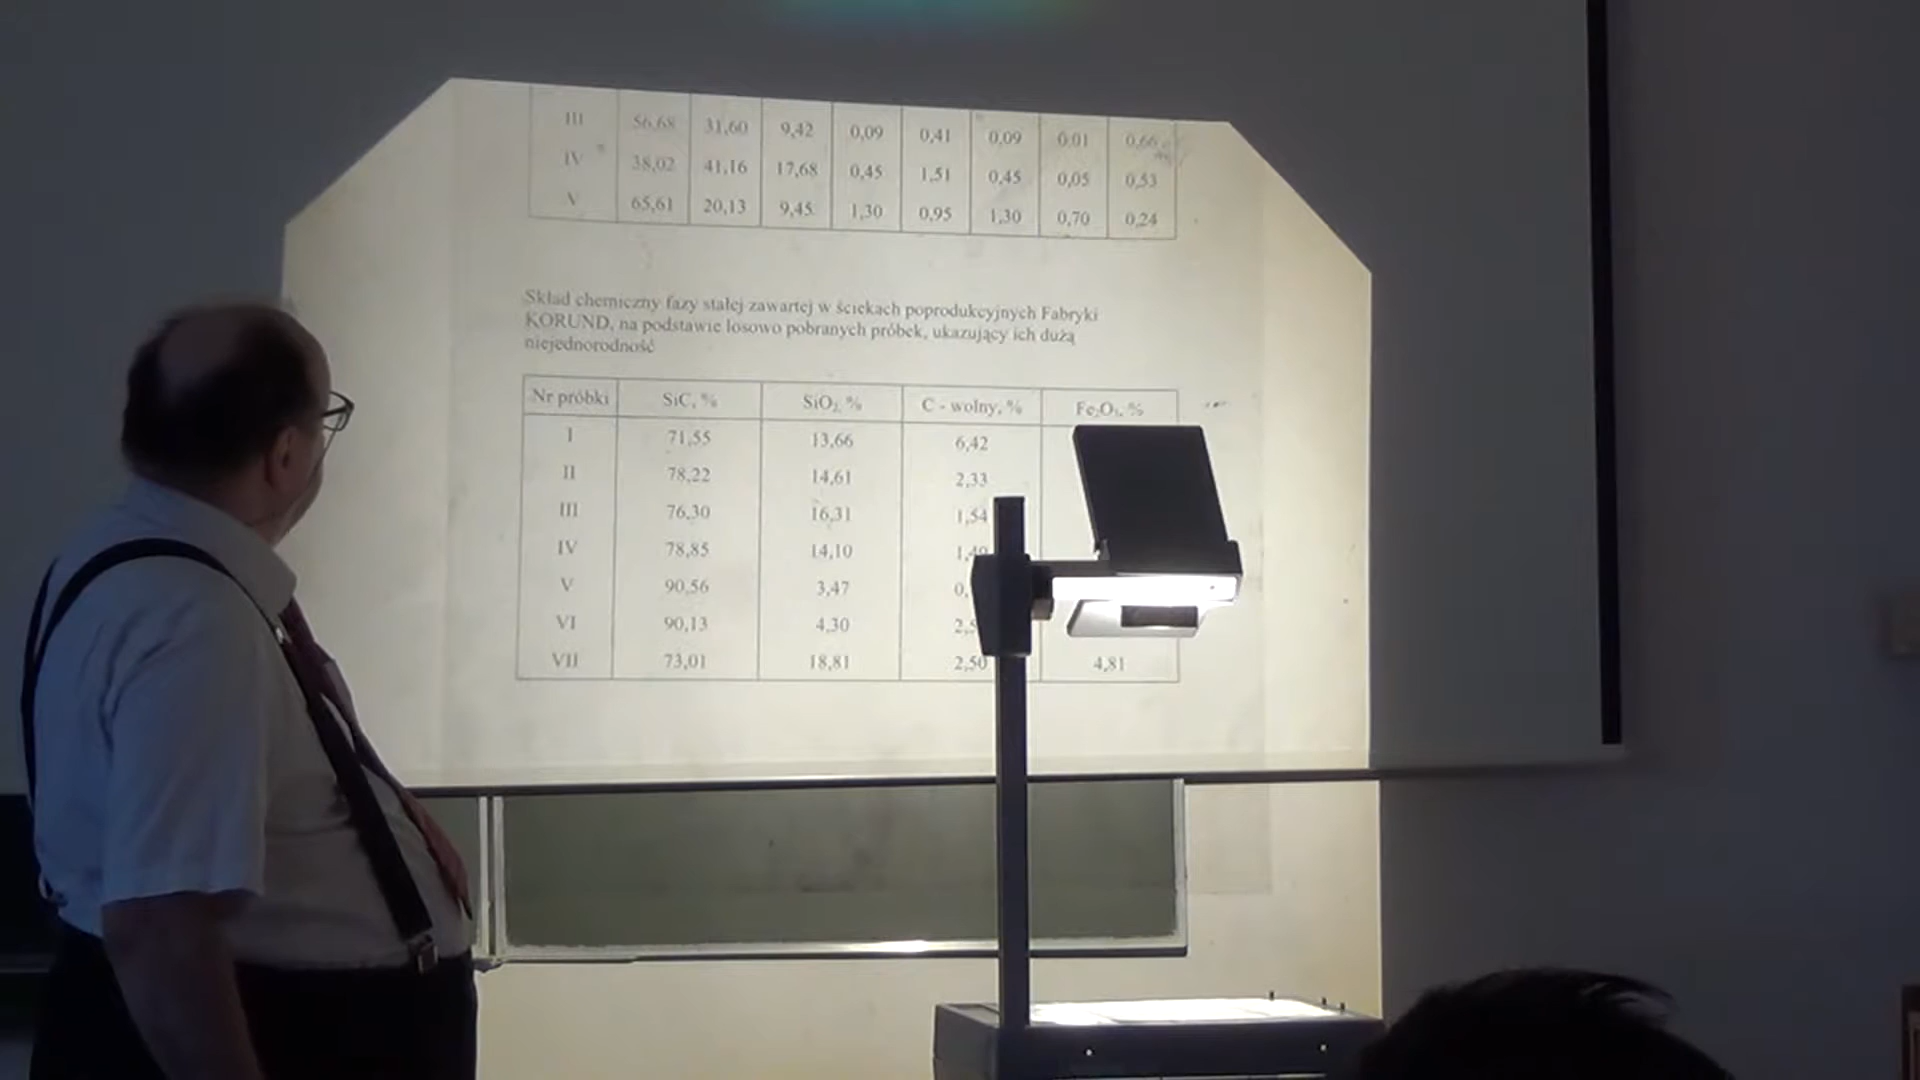 III 56,68 31,60 9,42 0,09 0,41 0,09 0,01 0,66
IV 38,02 41,16 17,68 0,45 1,51 0,45 0,05 0,53
V 65,61 20,13 9,45 1,30 0,95 1,30 0,70 0,24
Skład chemiczny fazy stałej zawartej w ściekach poprodukcyjnych Fabryki
KORUND, na podstawie losowo pobranych próbek, ukazujący ich dużą
niejednorodność
Nr próbki SiC, % SiO₂, % C - wolny, % Fe₂O₃, %
I 71,55 13,66 6,42
II 78,22 14,61 2,33
III 76,30 16,31 1,54
IV 78,85 14,10
V 90,56 3,47
VI 90,13 4,30
VII 73,01 18,81 2,50 4,81